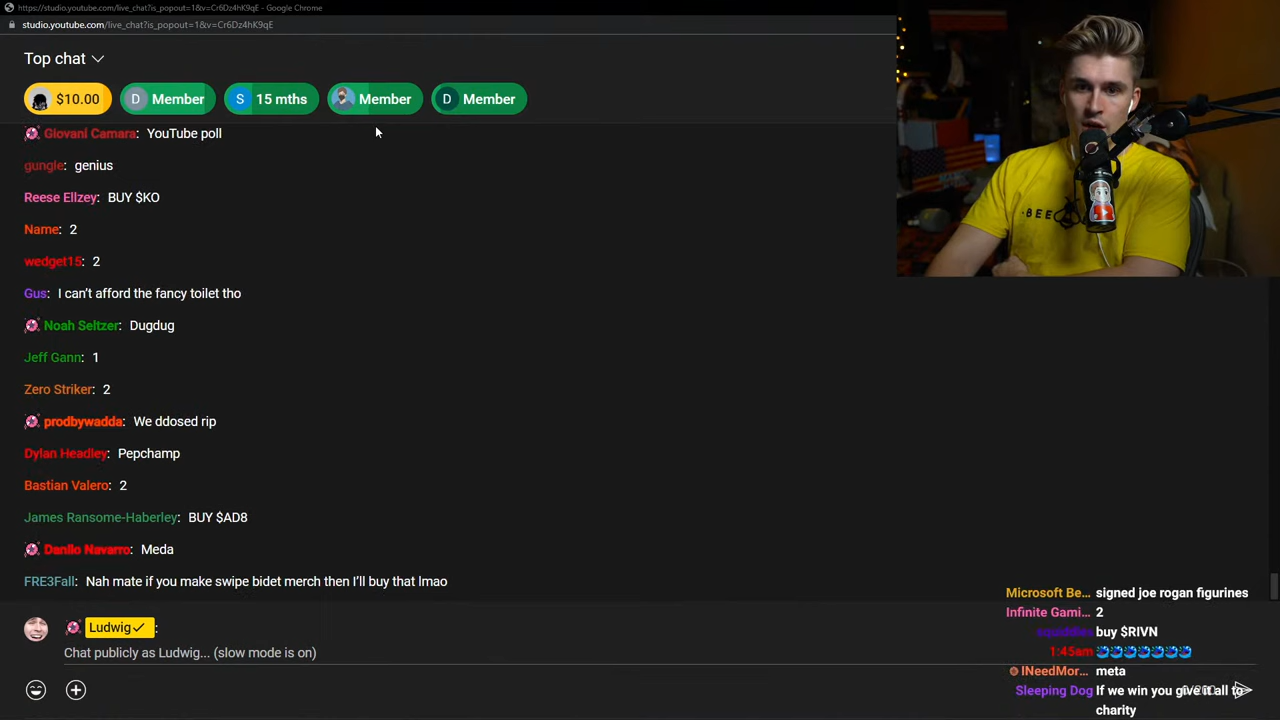 https://studio.youtube.com/live_chat?is_popout=1&v=Cr6Dz4hK9qE - Google Chrome
studio.youtube.com/live_chat?is_popout=1&v=Cr6Dz4hK9qE
Top chat
$10.00 D Member S 15 mths Member D Member
Giovani Camara: YouTube poll
gungle: genius
Reese Ellzey: BUY $KO
Name: 2
wedget15: 2
Gus: I can't afford the fancy toilet tho
Noah Seltzer: Dugdug
Jeff Gann: 1
Zero Striker: 2
prodbywadda: We ddosed rip
Dylan Headley: Pepchamp
Bastian Valero: 2
James Ransome-Haberley: BUY $AD8
Danilo Navarro: Meda
FRE3Fall: Nah mate if you make swipe bidet merch then I'll buy that lmao
Ludwig :
Chat publicly as Ludwig... (slow mode is on)
BEE
Microsoft Be... signed joe rogan figurines
Infinite Gami... 2
squiddles buy $RIVN
1:45am
INeedMor... meta
Sleeping Dog If we win you give it all to
charity